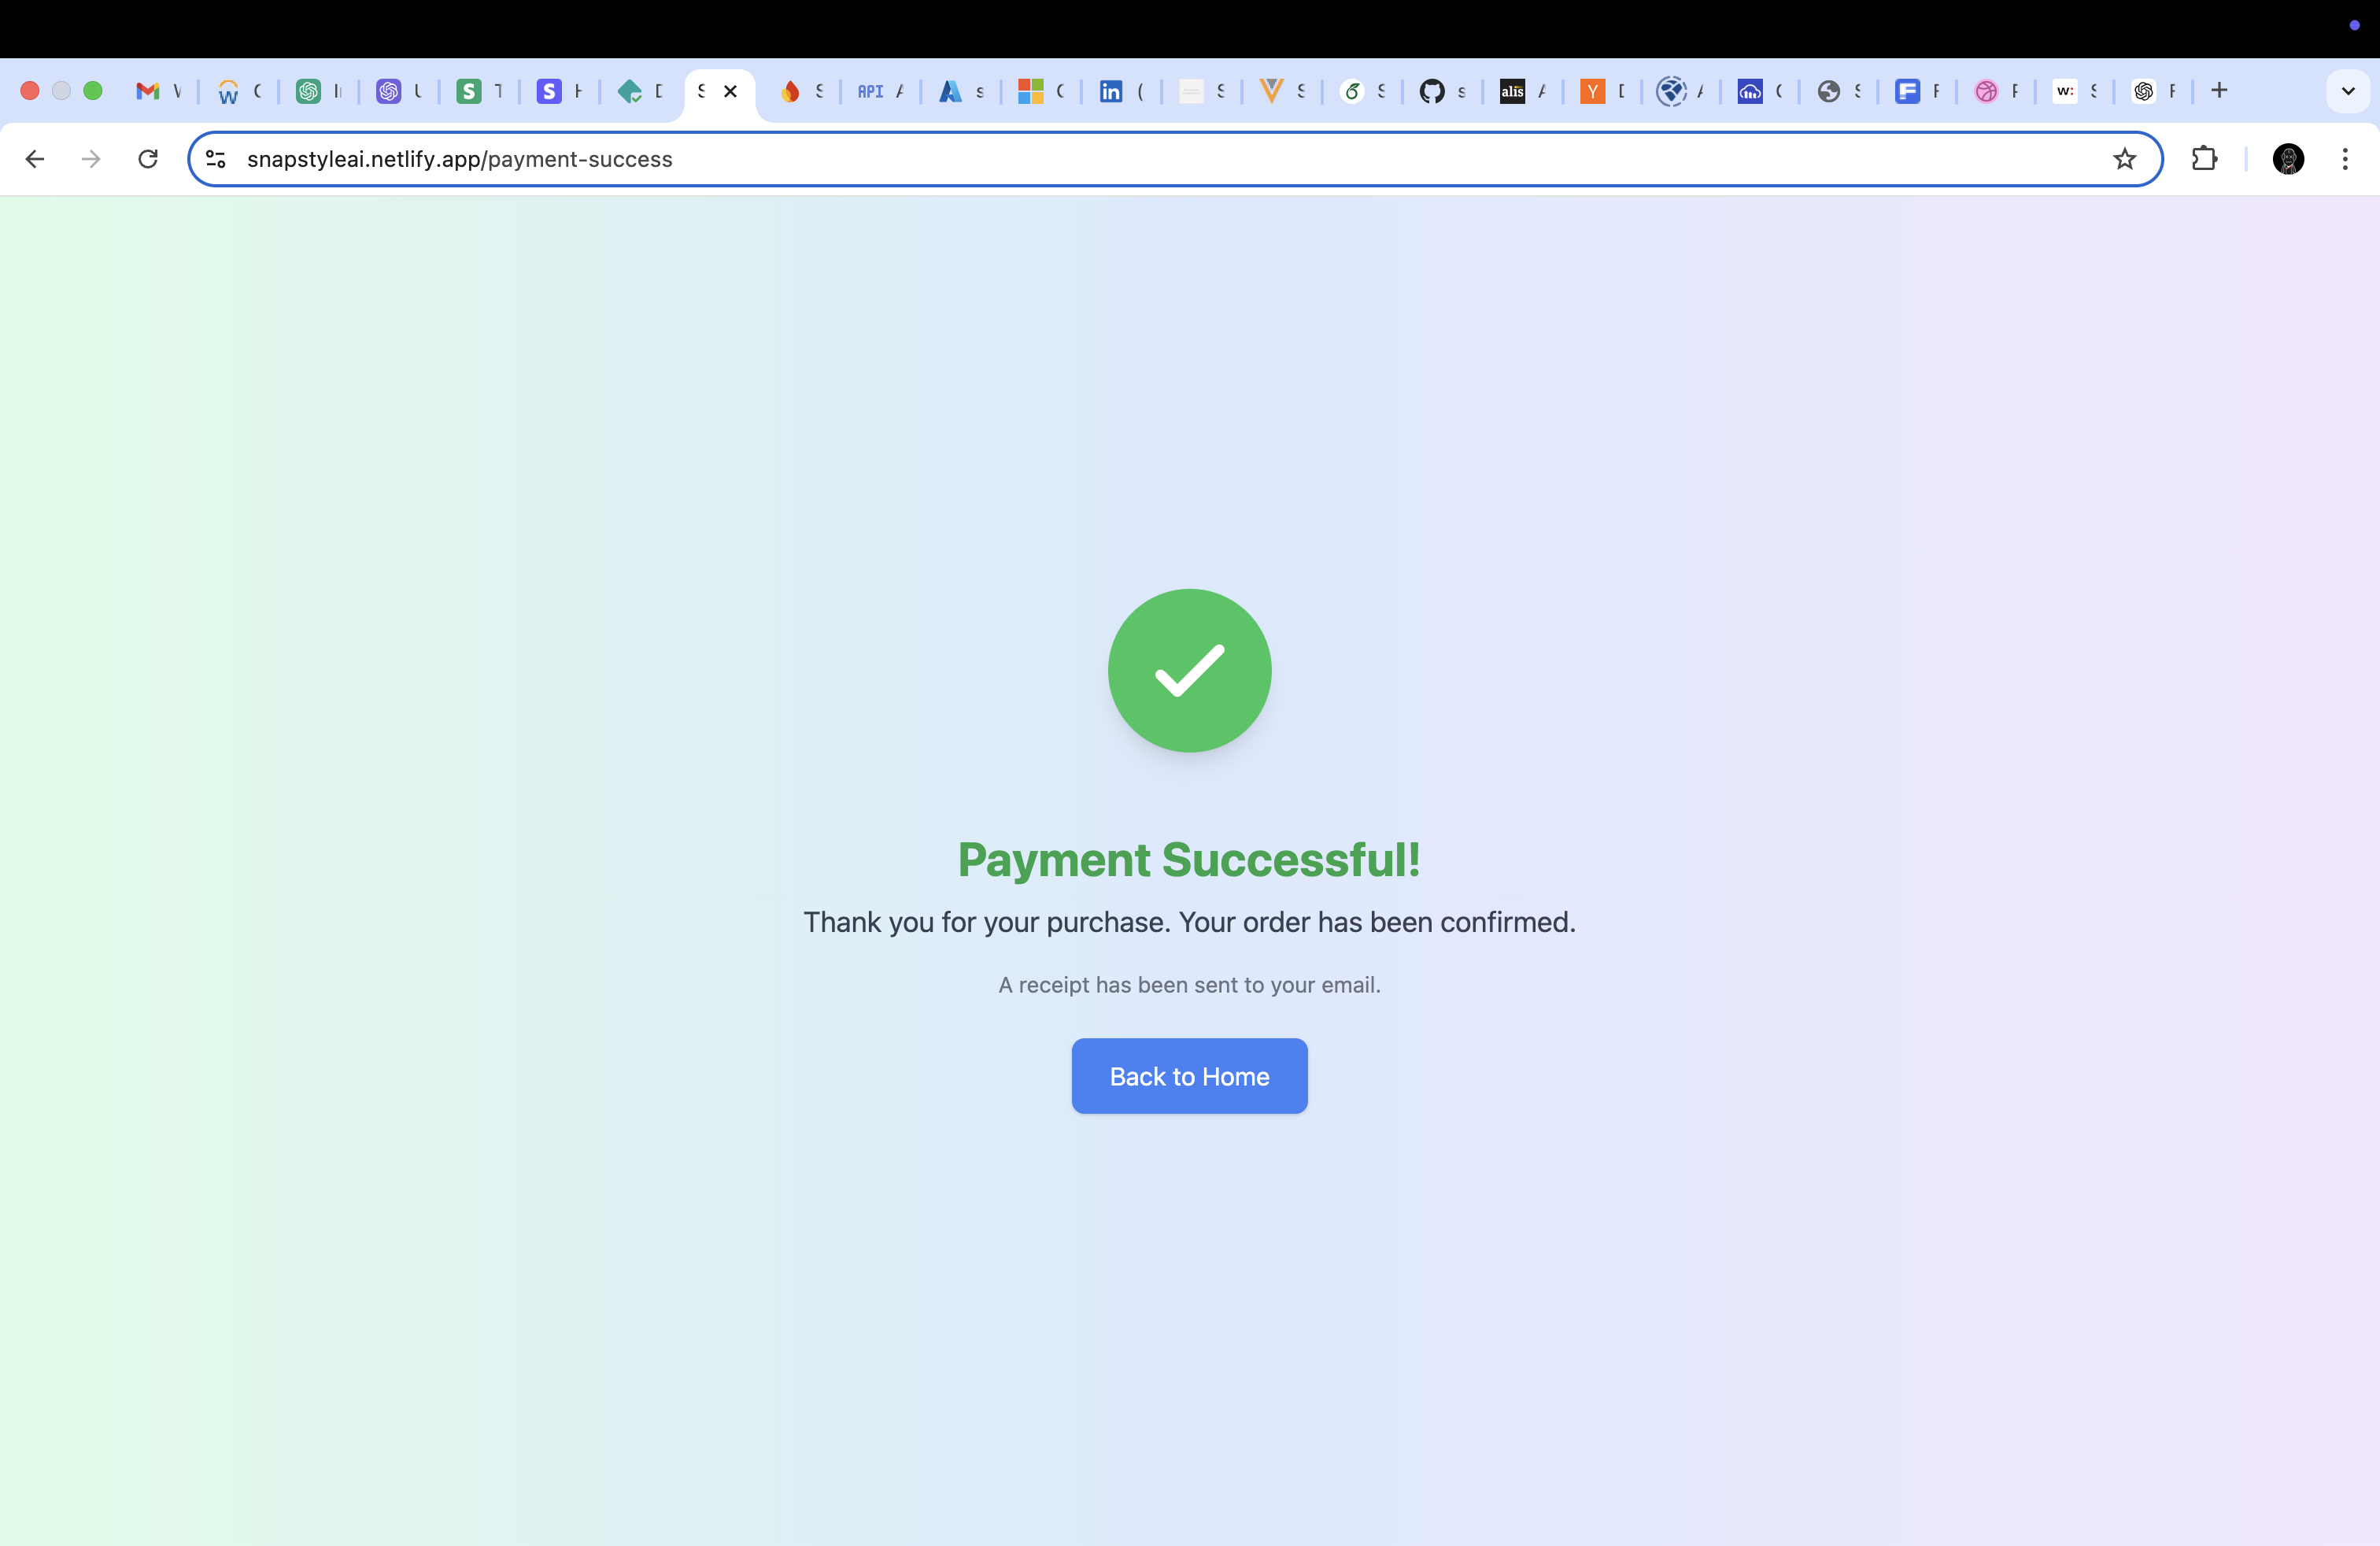 snapstyleai.netlify.app/payment-success
Payment Successful!
Thank you for your purchase. Your order has been confirmed.
A receipt has been sent to your email.
Back to Home